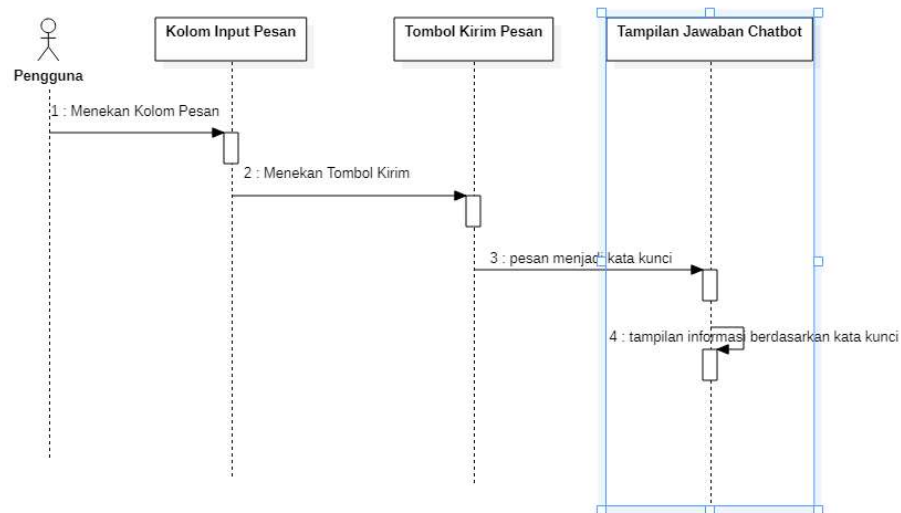 Kolom Input Pesan
Tombol Kirim Pesan
Tampilan Jawaban Chatbot
Pengguna
1 : Menekan Kolom Pesan
2 : Menekan Tombol Kirim
3 : pesan menjadi kata kunci
4 : tampilan informasi berdasarkan kata kunci